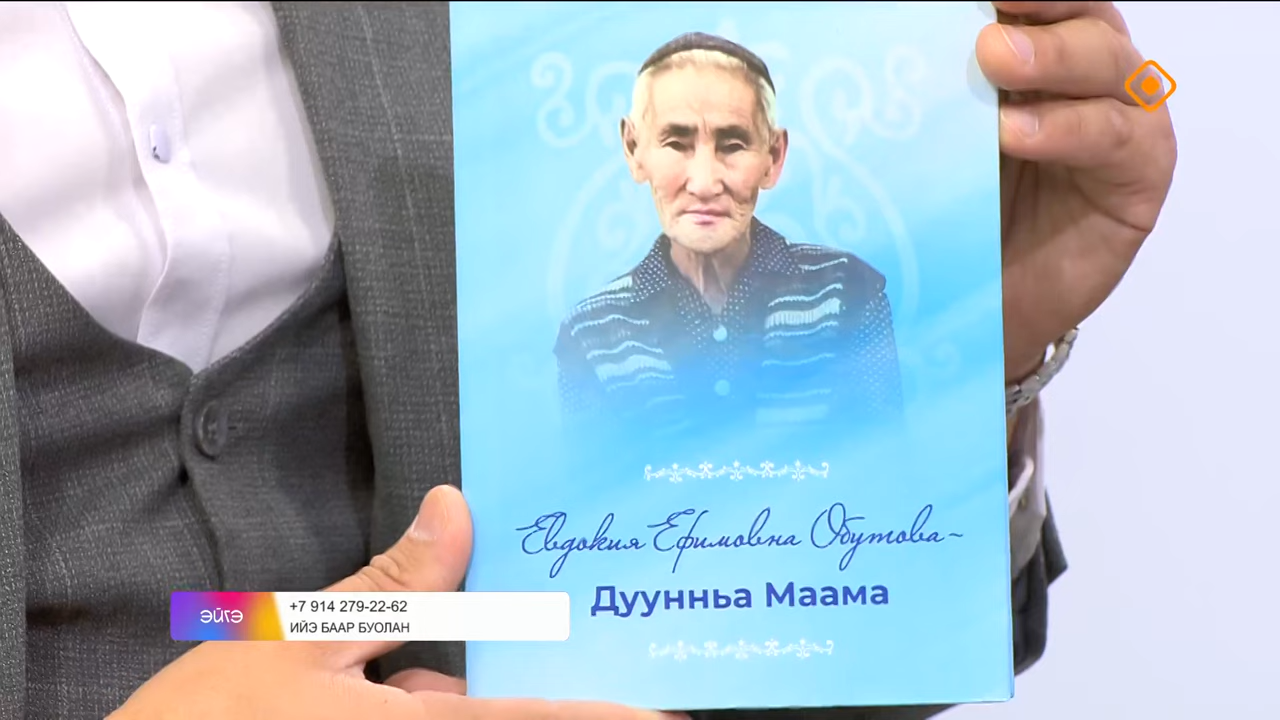 Евдокия Ефимовна Обутова-
Дуунньа Маама
эйгэ
+7 914 279-22-62
ИЙЭ БААР БУОЛАН